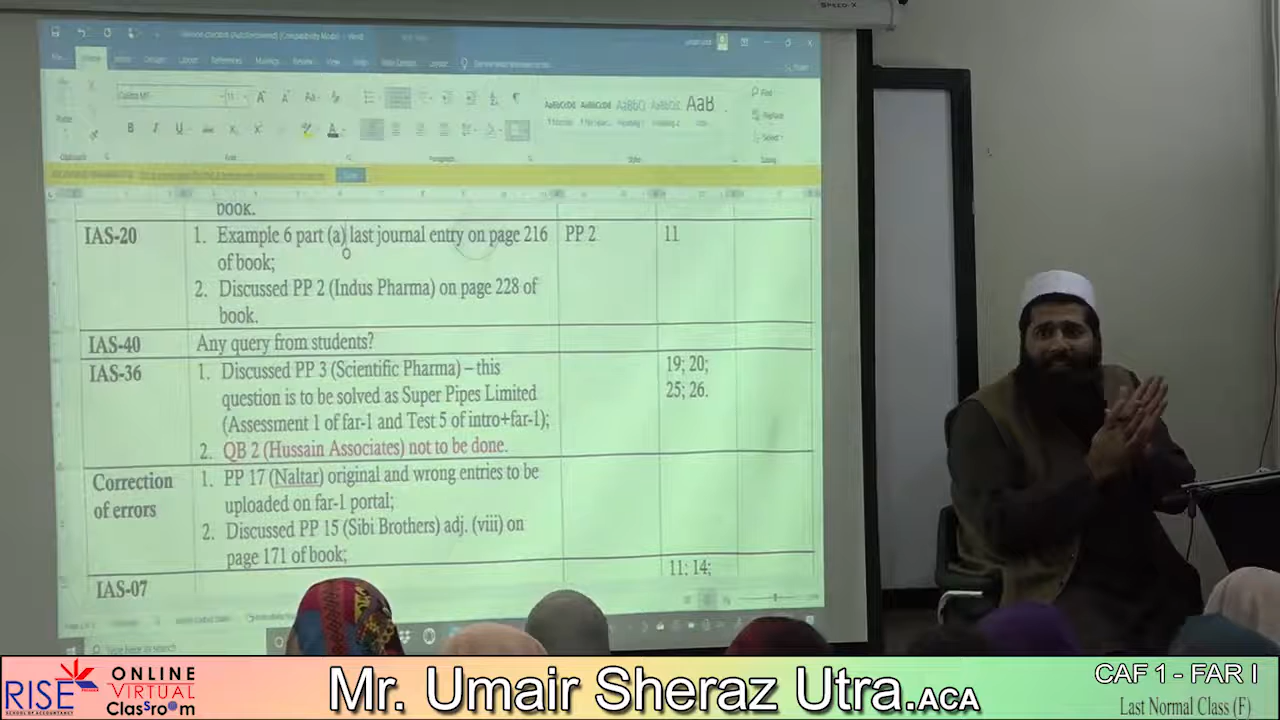 SPEED-X
book.
IAS-20
1. Example 6 part (a) last journal entry on page 216
of book;
2. Discussed PP 2 (Indus Pharma) on page 228 of
book.
PP 2
11
IAS-40
Any query from students?
IAS-36
1. Discussed PP 3 (Scientific Pharma) – this
question is to be solved as Super Pipes Limited
(Assessment 1 of far-1 and Test 5 of intro+far-1);
2. QB 2 (Hussain Associates) not to be done.
19; 20;
25; 26.
Correction
of errors
1. PP 17 (Naltar) original and wrong entries to be
uploaded on far-1 portal;
2. Discussed PP 15 (Sibi Brothers) adj. (viii) on
page 171 of book;
IAS-07
11; 14;
RISE
SCHOOL OF ACCOUNTANCY
ONLINE
VIRTUAL
Classroom
Mr. Umair Sheraz Utra.ACA
CAF 1 - FAR I
Last Normal Class (F)